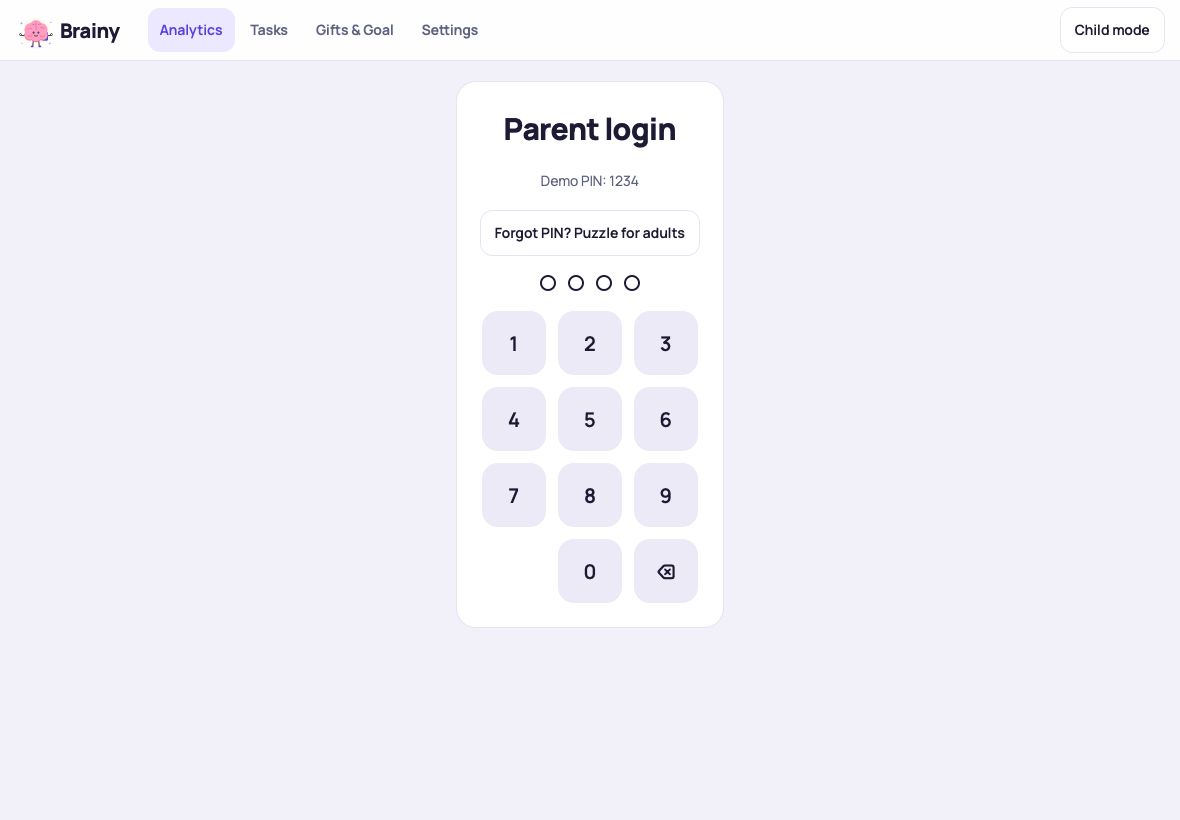 Brainy
Analytics
Tasks
Gifts & Goal
Settings
Child mode
Parent login
Demo PIN: 1234
Forgot PIN? Puzzle for adults
1 2 3
4 5 6
7 8 9
0